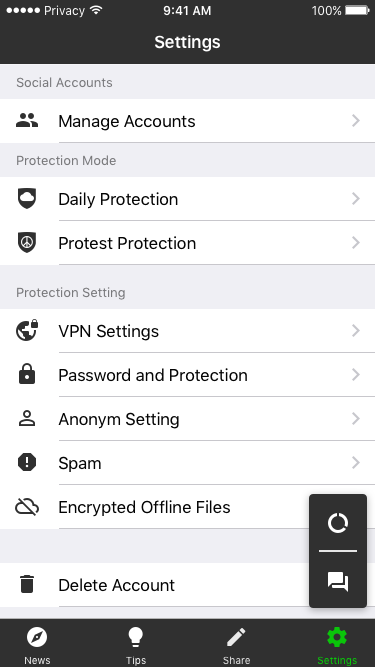 Privacy 9:41 AM 100%
Settings
Social Accounts
Manage Accounts
Protection Mode
Daily Protection
Protest Protection
Protection Setting
VPN Settings
Password and Protection
Anonym Setting
Spam
Encrypted Offline Files
Delete Account
News Tips Share Settings